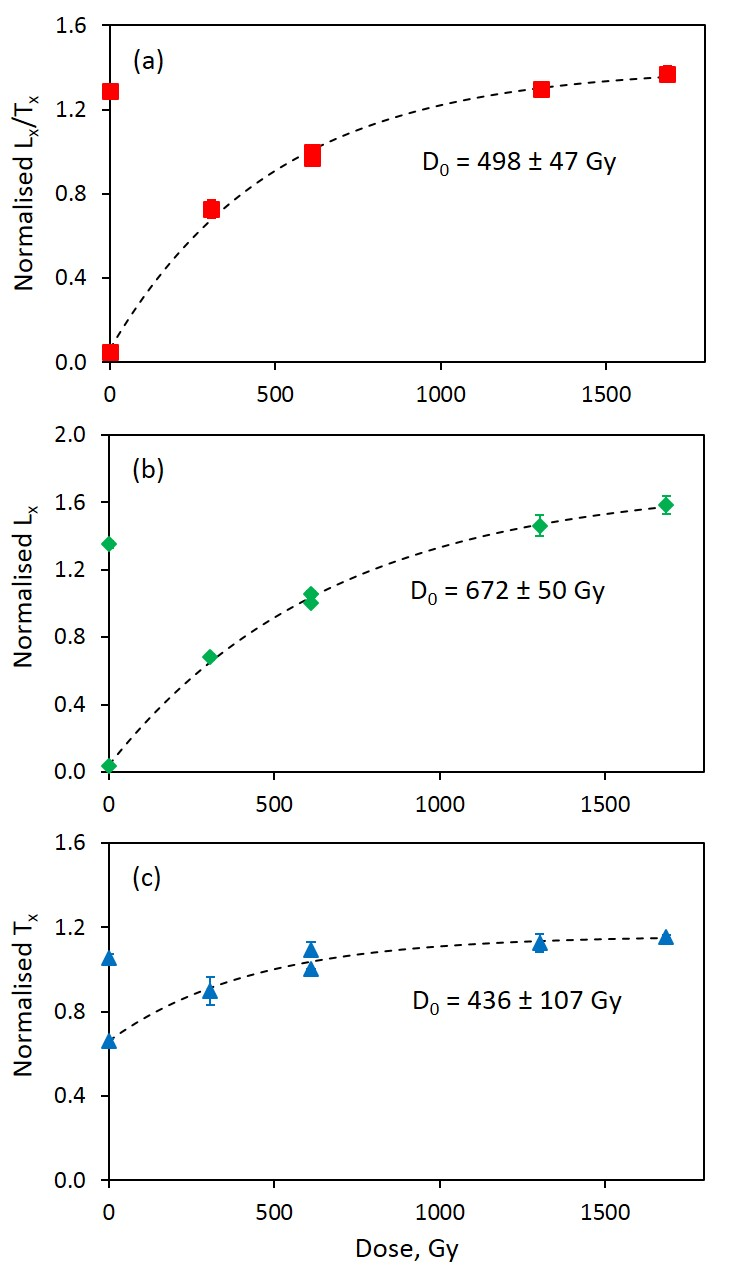 1.6
(a)
1.2
Normalised Lx/Tx
D0 = 498 ± 47 Gy
0.8
0.4
0.0
0 500 1000 1500
2.0
(b)
1.6
Normalised Lx
1.2
D0 = 672 ± 50 Gy
0.8
0.4
0.0
0 500 1000 1500
1.6
(c)
1.2
Normalised Tx
D0 = 436 ± 107 Gy
0.8
0.4
0.0
0 500 1000 1500
Dose, Gy